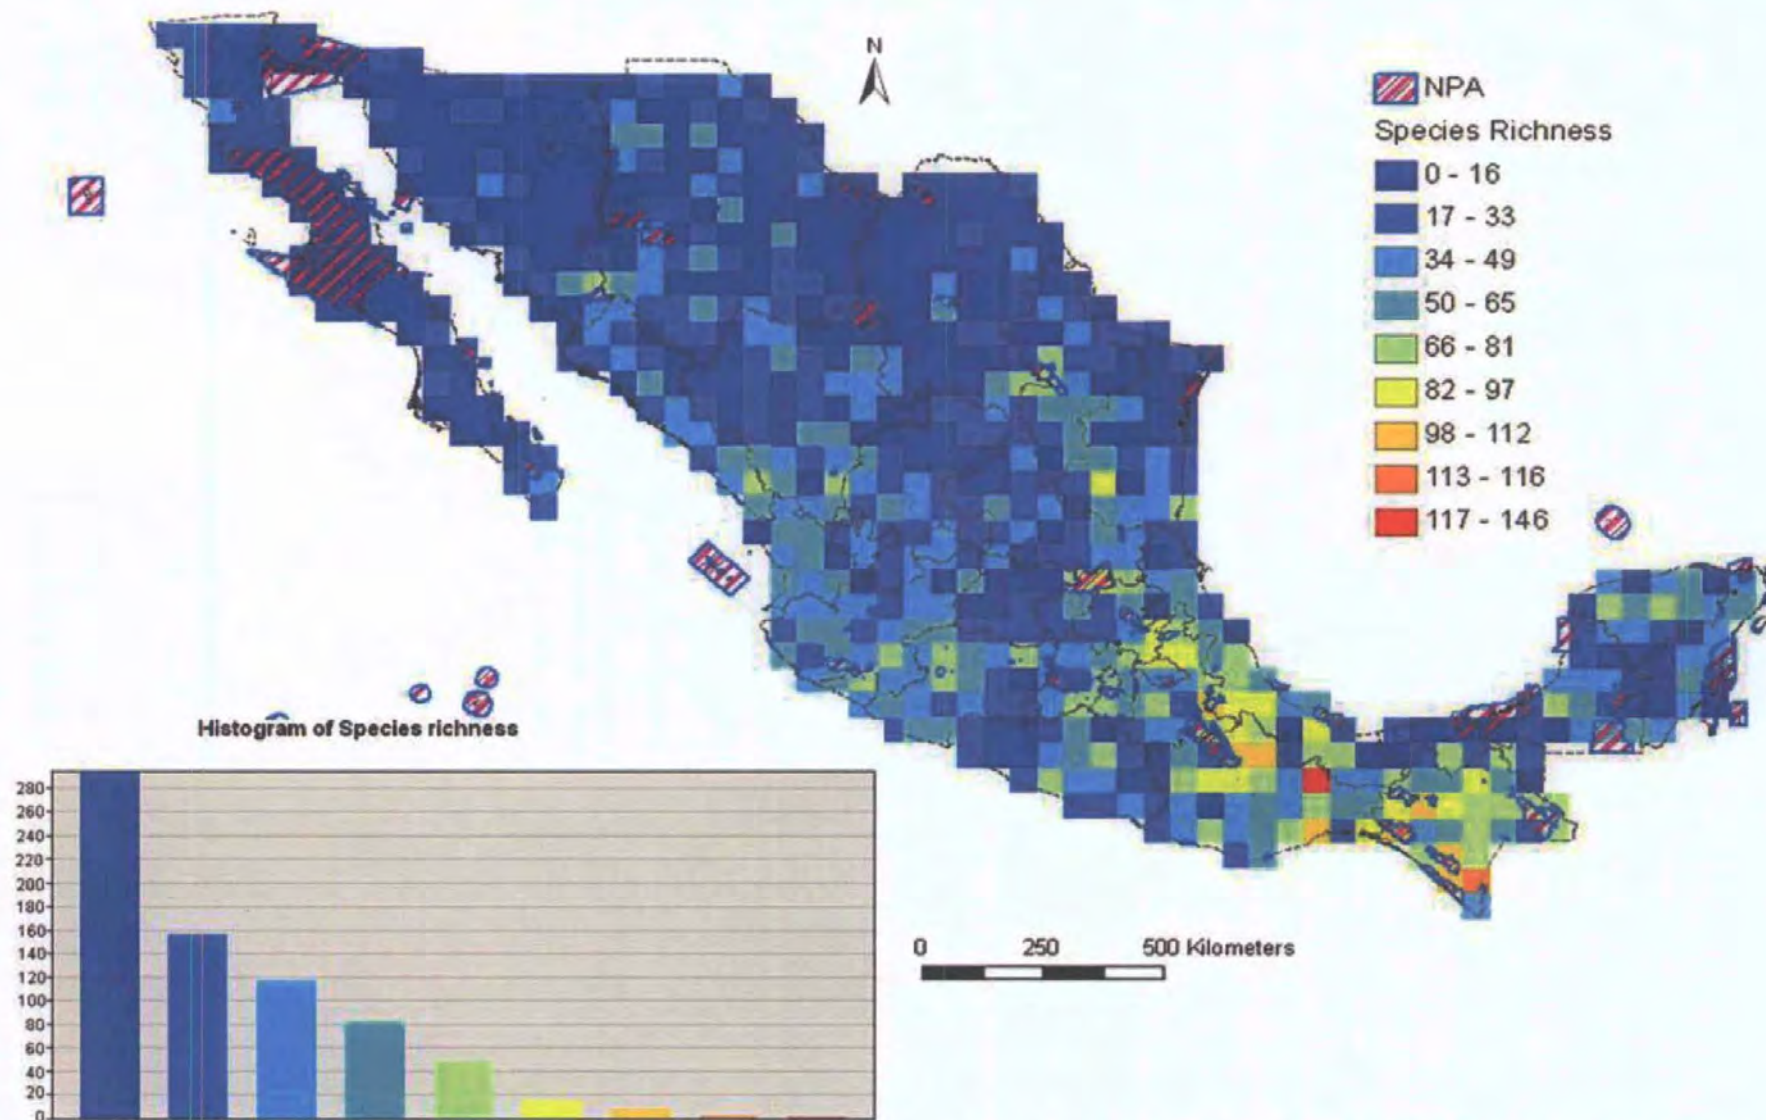 N
NPA
Species Richness
0 - 16
17 - 33
34 - 49
50 - 65
66 - 81
82 - 97
98 - 112
113 - 116
117 - 146
Histogram of Species richness
280
260
240
220
200
180
160
140
120
100
80
60
40
20
0
0 250 500 Kilometers